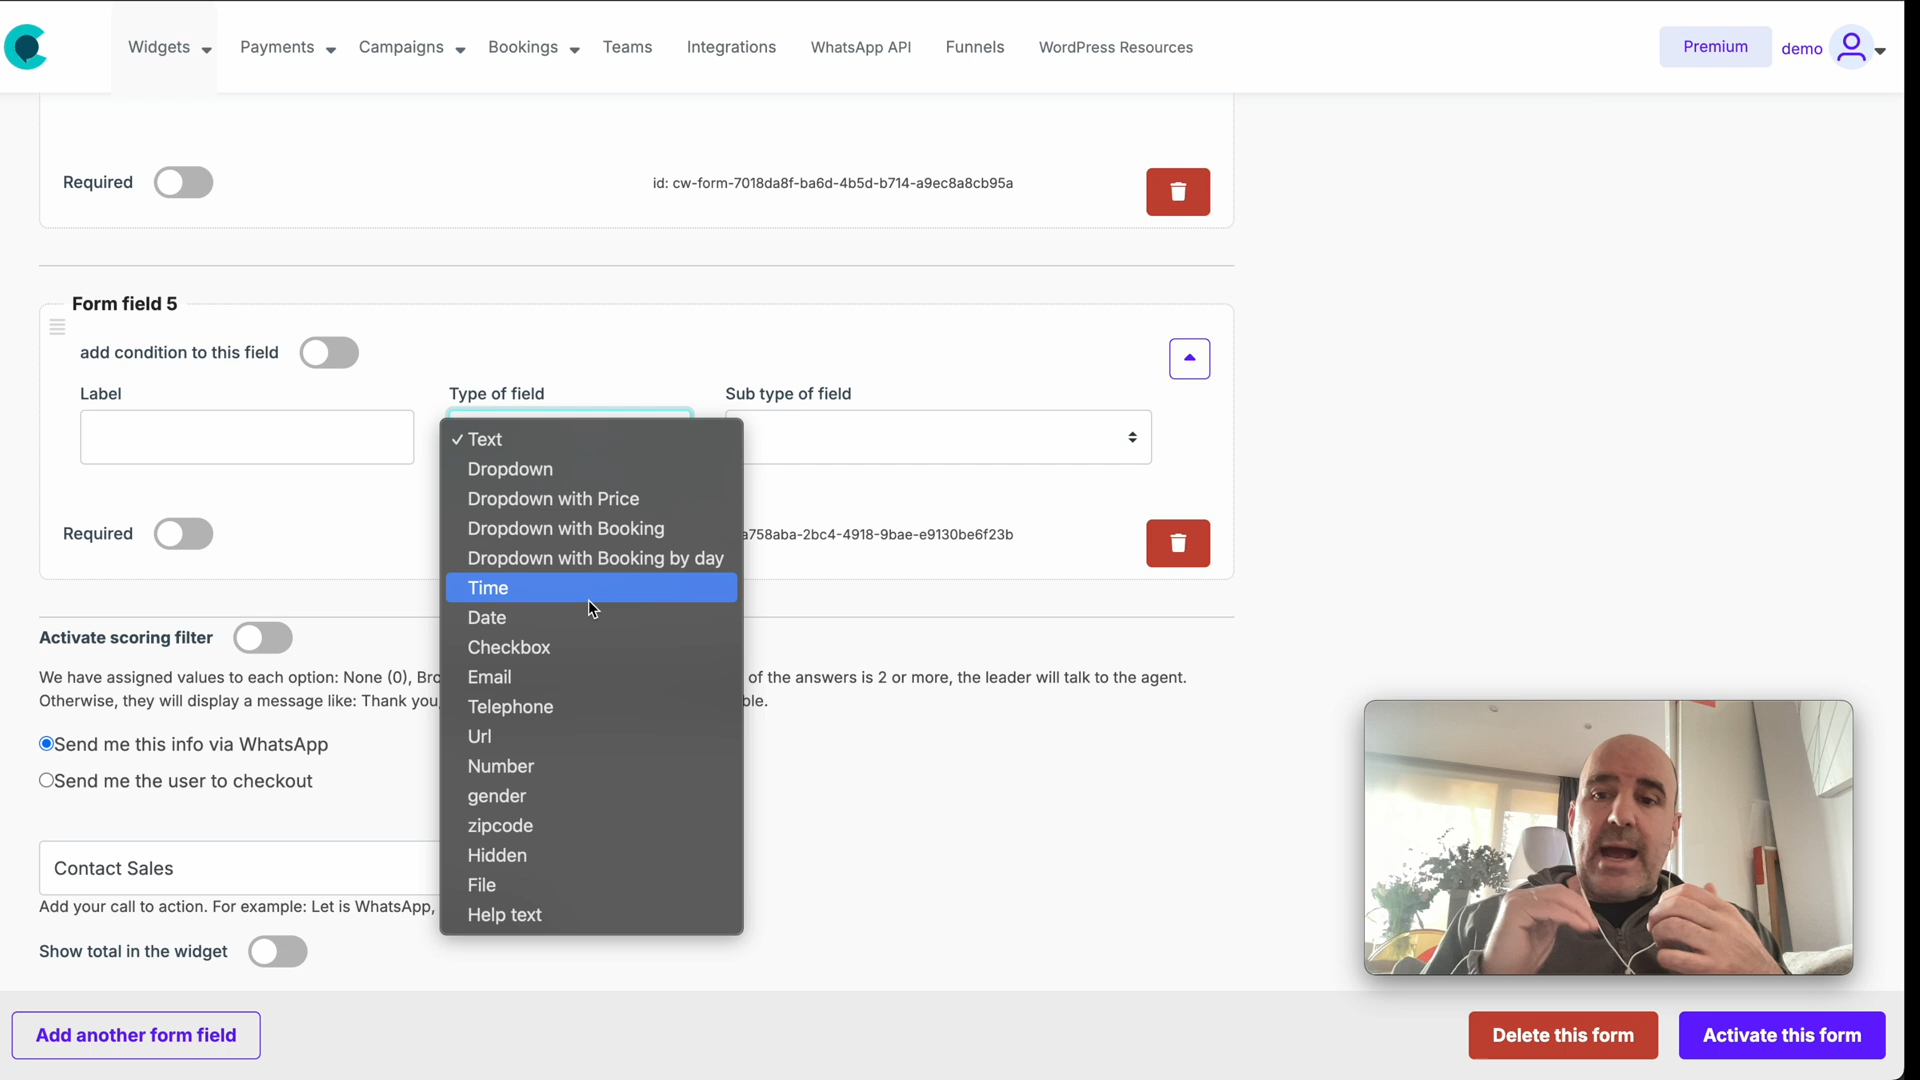 Widgets Payments Campaigns Bookings Teams Integrations WhatsApp API Funnels WordPress Resources Premium demo
Required id: cw-form-7018da8f-ba6d-4b5d-b714-a9ec8a8cb95a
Form field 5
add condition to this field
Label Type of field Sub type of field
✓ Text
Dropdown
Dropdown with Price
Dropdown with Booking
Dropdown with Booking by day
Time
Date
Checkbox
Email
Telephone
Url
Number
gender
zipcode
Hidden
File
Help text
Required a758aba-2bc4-4918-9bae-e9130be6f23b
Activate scoring filter
We have assigned values to each option: None (0), of the answers is 2 or more, the leader will talk to the agent.
Otherwise, they will display a message like: Thank you,
Send me this info via WhatsApp
Send me the user to checkout
Contact Sales
Add your call to action. For example: Let is WhatsApp,
Show total in the widget
Add another form field Delete this form Activate this form